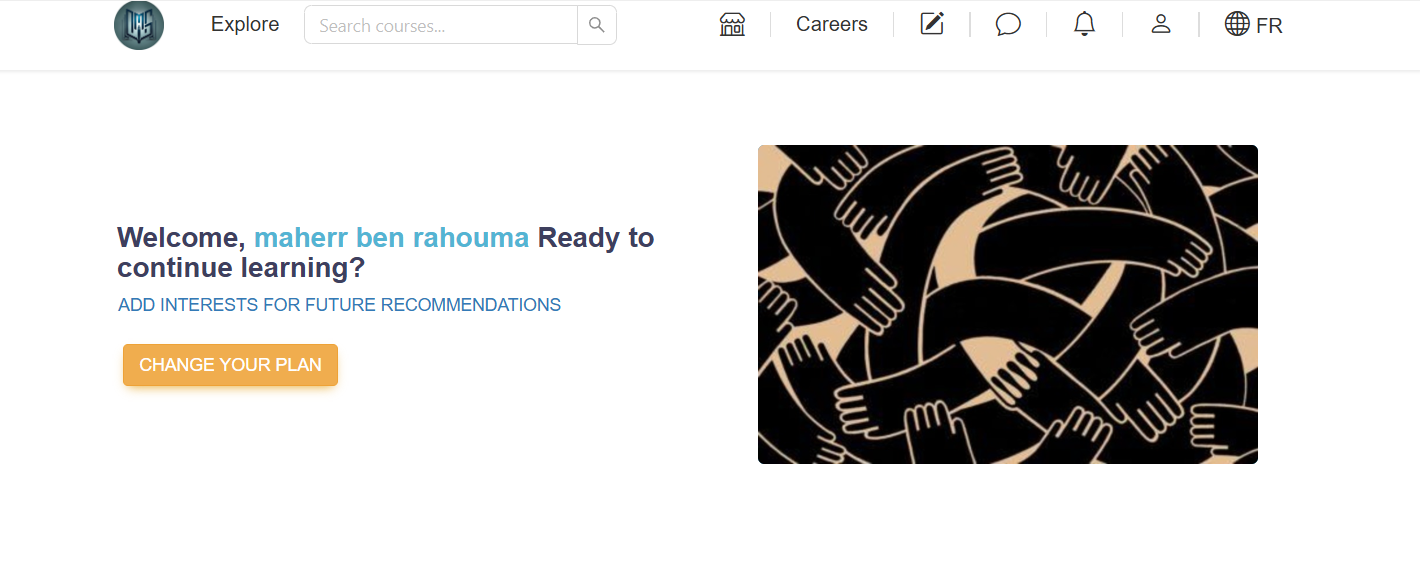 Explore
Search courses...
Careers
FR
Welcome, maherr ben rahouma Ready to
continue learning?
ADD INTERESTS FOR FUTURE RECOMMENDATIONS
CHANGE YOUR PLAN